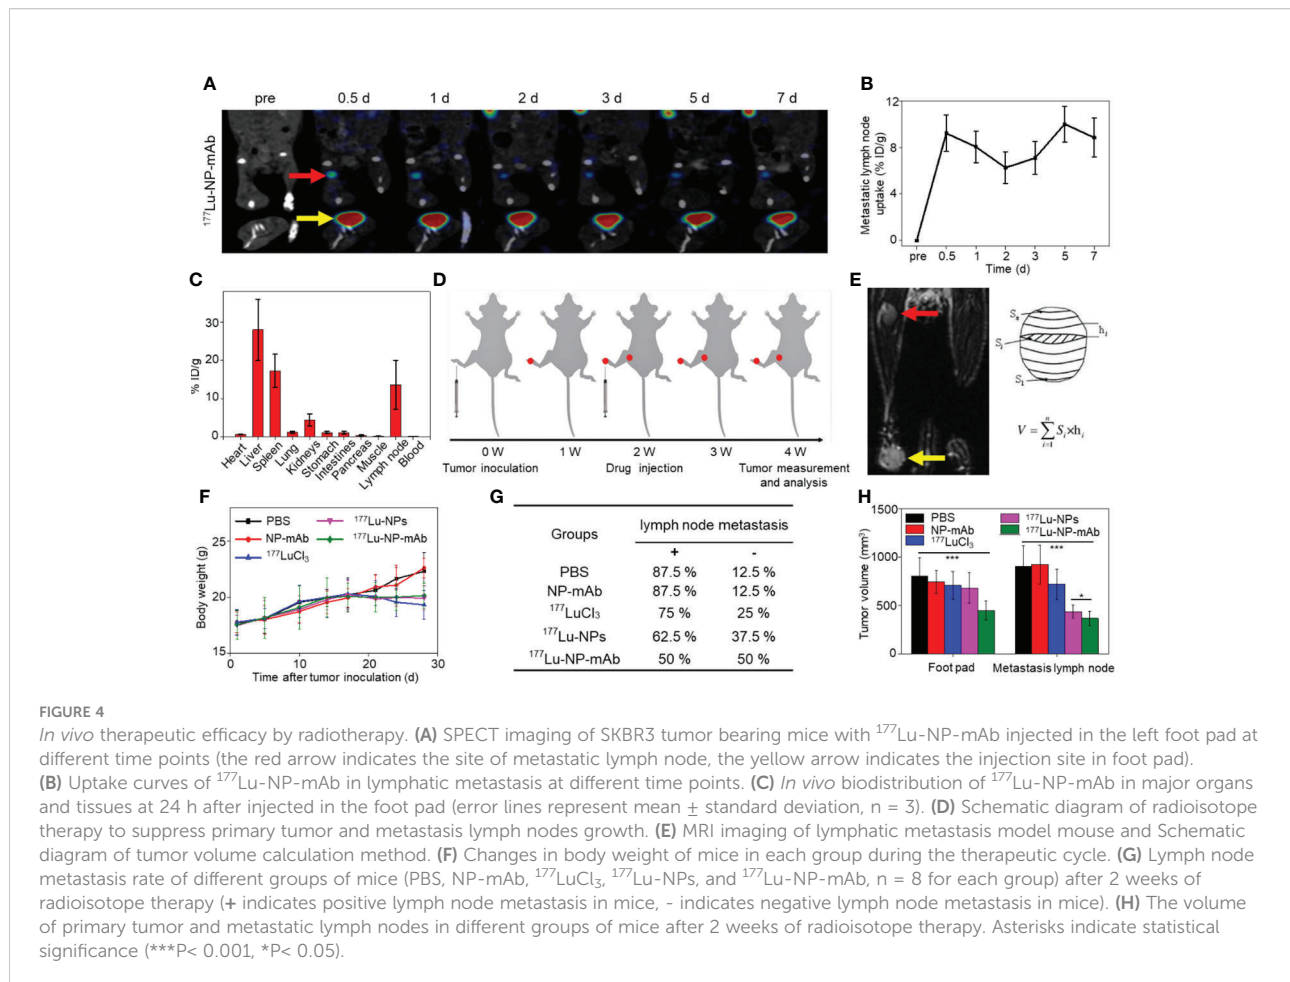 A
pre 0.5 d 1 d 2 d 3 d 5 d 7 d
¹⁷⁷Lu-NP-mAb
B
Metastatic lymph node
uptake (% ID/g)
12
8
4
0
pre 0.5 1 2 3 5 7
Time (d)
C
% ID/g
30
20
10
0
Heart
Liver
Spleen
Lung
Kidneys
Stomach
Intestines
Pancreas
Muscle
Lymph node
Blood
D
0 W 1 W 2 W 3 W 4 W
Tumor inoculation Drug injection Tumor measurement
and analysis
E
Sₙ
hᵢ
Sᵢ
S₁
V = ∑ⁿᵢ₌₁ Sᵢ×hᵢ
F
PBS ¹⁷⁷Lu-NPs
NP-mAb ¹⁷⁷Lu-NP-mAb
¹⁷⁷LuCl₃
Body weight (g)
25
20
15
0 10 20 30
Time after tumor inoculation (d)
G
Groups lymph node metastasis
+ -
PBS 87.5 % 12.5 %
NP-mAb 87.5 % 12.5 %
¹⁷⁷LuCl₃ 75 % 25 %
¹⁷⁷Lu-NPs 62.5 % 37.5 %
¹⁷⁷Lu-NP-mAb 50 % 50 %
H
PBS ¹⁷⁷Lu-NPs
NP-mAb ¹⁷⁷Lu-NP-mAb
¹⁷⁷LuCl₃
*** ***
*
Tumor volume (mm³)
1500
1000
500
0
Foot pad Metastasis lymph node
FIGURE 4
In vivo therapeutic efficacy by radiotherapy. (A) SPECT imaging of SKBR3 tumor bearing mice with ¹⁷⁷Lu-NP-mAb injected in the left foot pad at
different time points (the red arrow indicates the site of metastatic lymph node, the yellow arrow indicates the injection site in foot pad).
(B) Uptake curves of ¹⁷⁷Lu-NP-mAb in lymphatic metastasis at different time points. (C) In vivo biodistribution of ¹⁷⁷Lu-NP-mAb in major organs
and tissues at 24 h after injected in the foot pad (error lines represent mean ± standard deviation, n = 3). (D) Schematic diagram of radioisotope
therapy to suppress primary tumor and metastasis lymph nodes growth. (E) MRI imaging of lymphatic metastasis model mouse and Schematic
diagram of tumor volume calculation method. (F) Changes in body weight of mice in each group during the therapeutic cycle. (G) Lymph node
metastasis rate of different groups of mice (PBS, NP-mAb, ¹⁷⁷LuCl₃, ¹⁷⁷Lu-NPs, and ¹⁷⁷Lu-NP-mAb, n = 8 for each group) after 2 weeks of
radioisotope therapy (+ indicates positive lymph node metastasis in mice, - indicates negative lymph node metastasis in mice). (H) The volume
of primary tumor and metastatic lymph nodes in different groups of mice after 2 weeks of radioisotope therapy. Asterisks indicate statistical
significance (***P< 0.001, *P< 0.05).